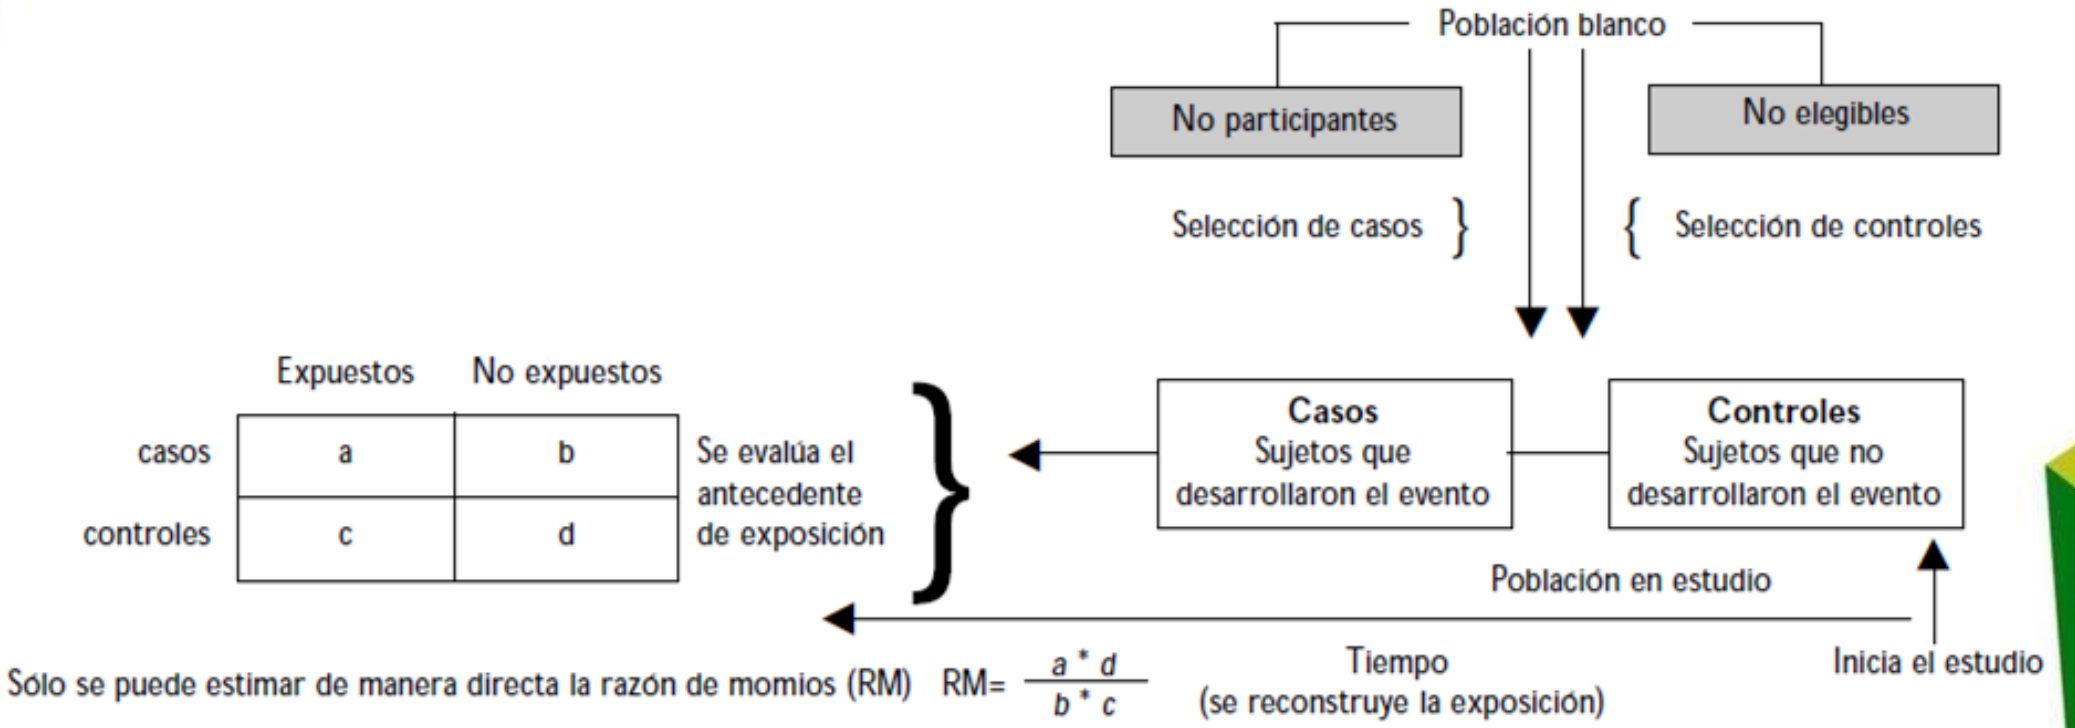 Población blanco
No participantes
No elegibles
Selección de casos }
{ Selección de controles
Expuestos No expuestos
casos a b
controles c d
Se evalúa el
antecedente
de exposición
}
Casos
Sujetos que
desarrollaron el evento
Controles
Sujetos que no
desarrollaron el evento
Población en estudio
Inicia el estudio
Tiempo
(se reconstruye la exposición)
Sólo se puede estimar de manera directa la razón de momios (RM) RM= a * d
b * c